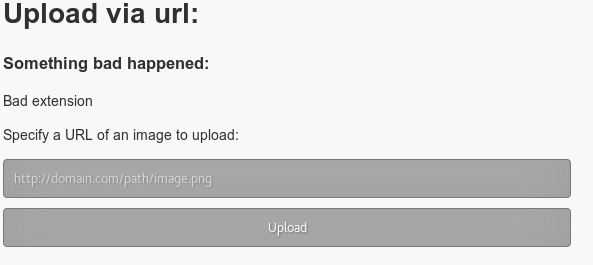 Upload via url:
Something bad happened:
Bad extension
Specify a URL of an image to upload:
http://domain.com/path/image.png
Upload